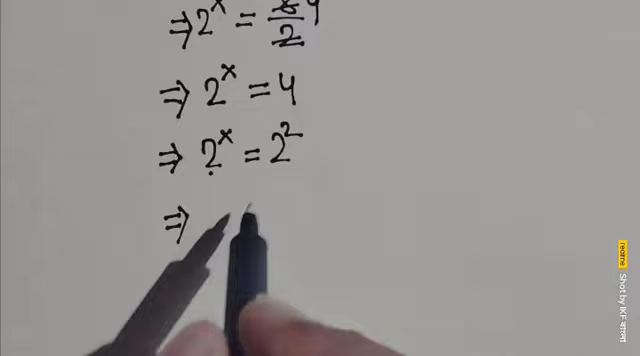 ⇒ 2^x = 8/2 4
⇒ 2^x = 4
⇒ 2^x = 2^2
⇒
realme
Shot by IKF